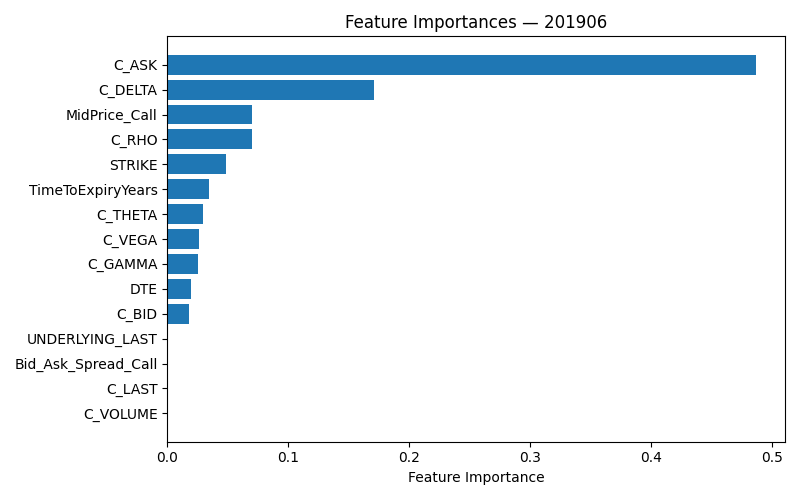 Feature Importances — 201906
C_ASK
C_DELTA
MidPrice_Call
C_RHO
STRIKE
TimeToExpiryYears
C_THETA
C_VEGA
C_GAMMA
DTE
C_BID
UNDERLYING_LAST
Bid_Ask_Spread_Call
C_LAST
C_VOLUME
0.0 0.1 0.2 0.3 0.4 0.5
Feature Importance